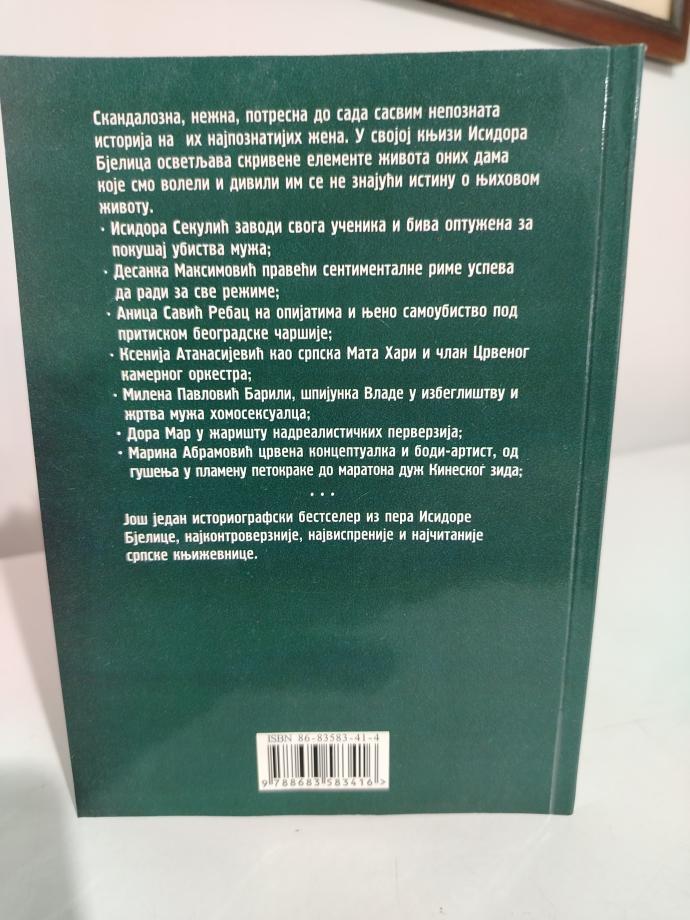 Скандалозна, нежна, потресна до сада сасвим непозната
историја на их најпознатијих жена. У својој књизи Исидора
Бјелица осветљава скривене елементе живота оних дама
које смо волели и дивили им се не знајући истину о њиховом
животу.
· Исидора Секулић заводи свога ученика и бива оптужена за
покушај убиства мужа;
· Десанка Максимовић правећи сентименталне риме успева
да ради за све режиме;
· Аница Савић Ребац на опијатима и њено самоубиство под
притиском београдске чаршије;
· Ксенија Атанасијевић као српска Мата Хари и члан Црвеног
камерног оркестра;
· Милена Павловић Барили, шпијунка Владе у избеглиштву и
жртва мужа хомосексуалца;
· Дора Мар у жаришту надреалистичких перверзија;
· Марина Абрамовић црвена концептуалка и боди-артист, од
гушења у пламену петокраке до маратона дуж Кинеског зида;
...
Још један историографски бестселер из пера Исидоре
Бјелице, најконтроверзније, највиспреније и најчитаније
српске књижевнице.
ISBN 86-83583-41-4
9 788683 583416 >